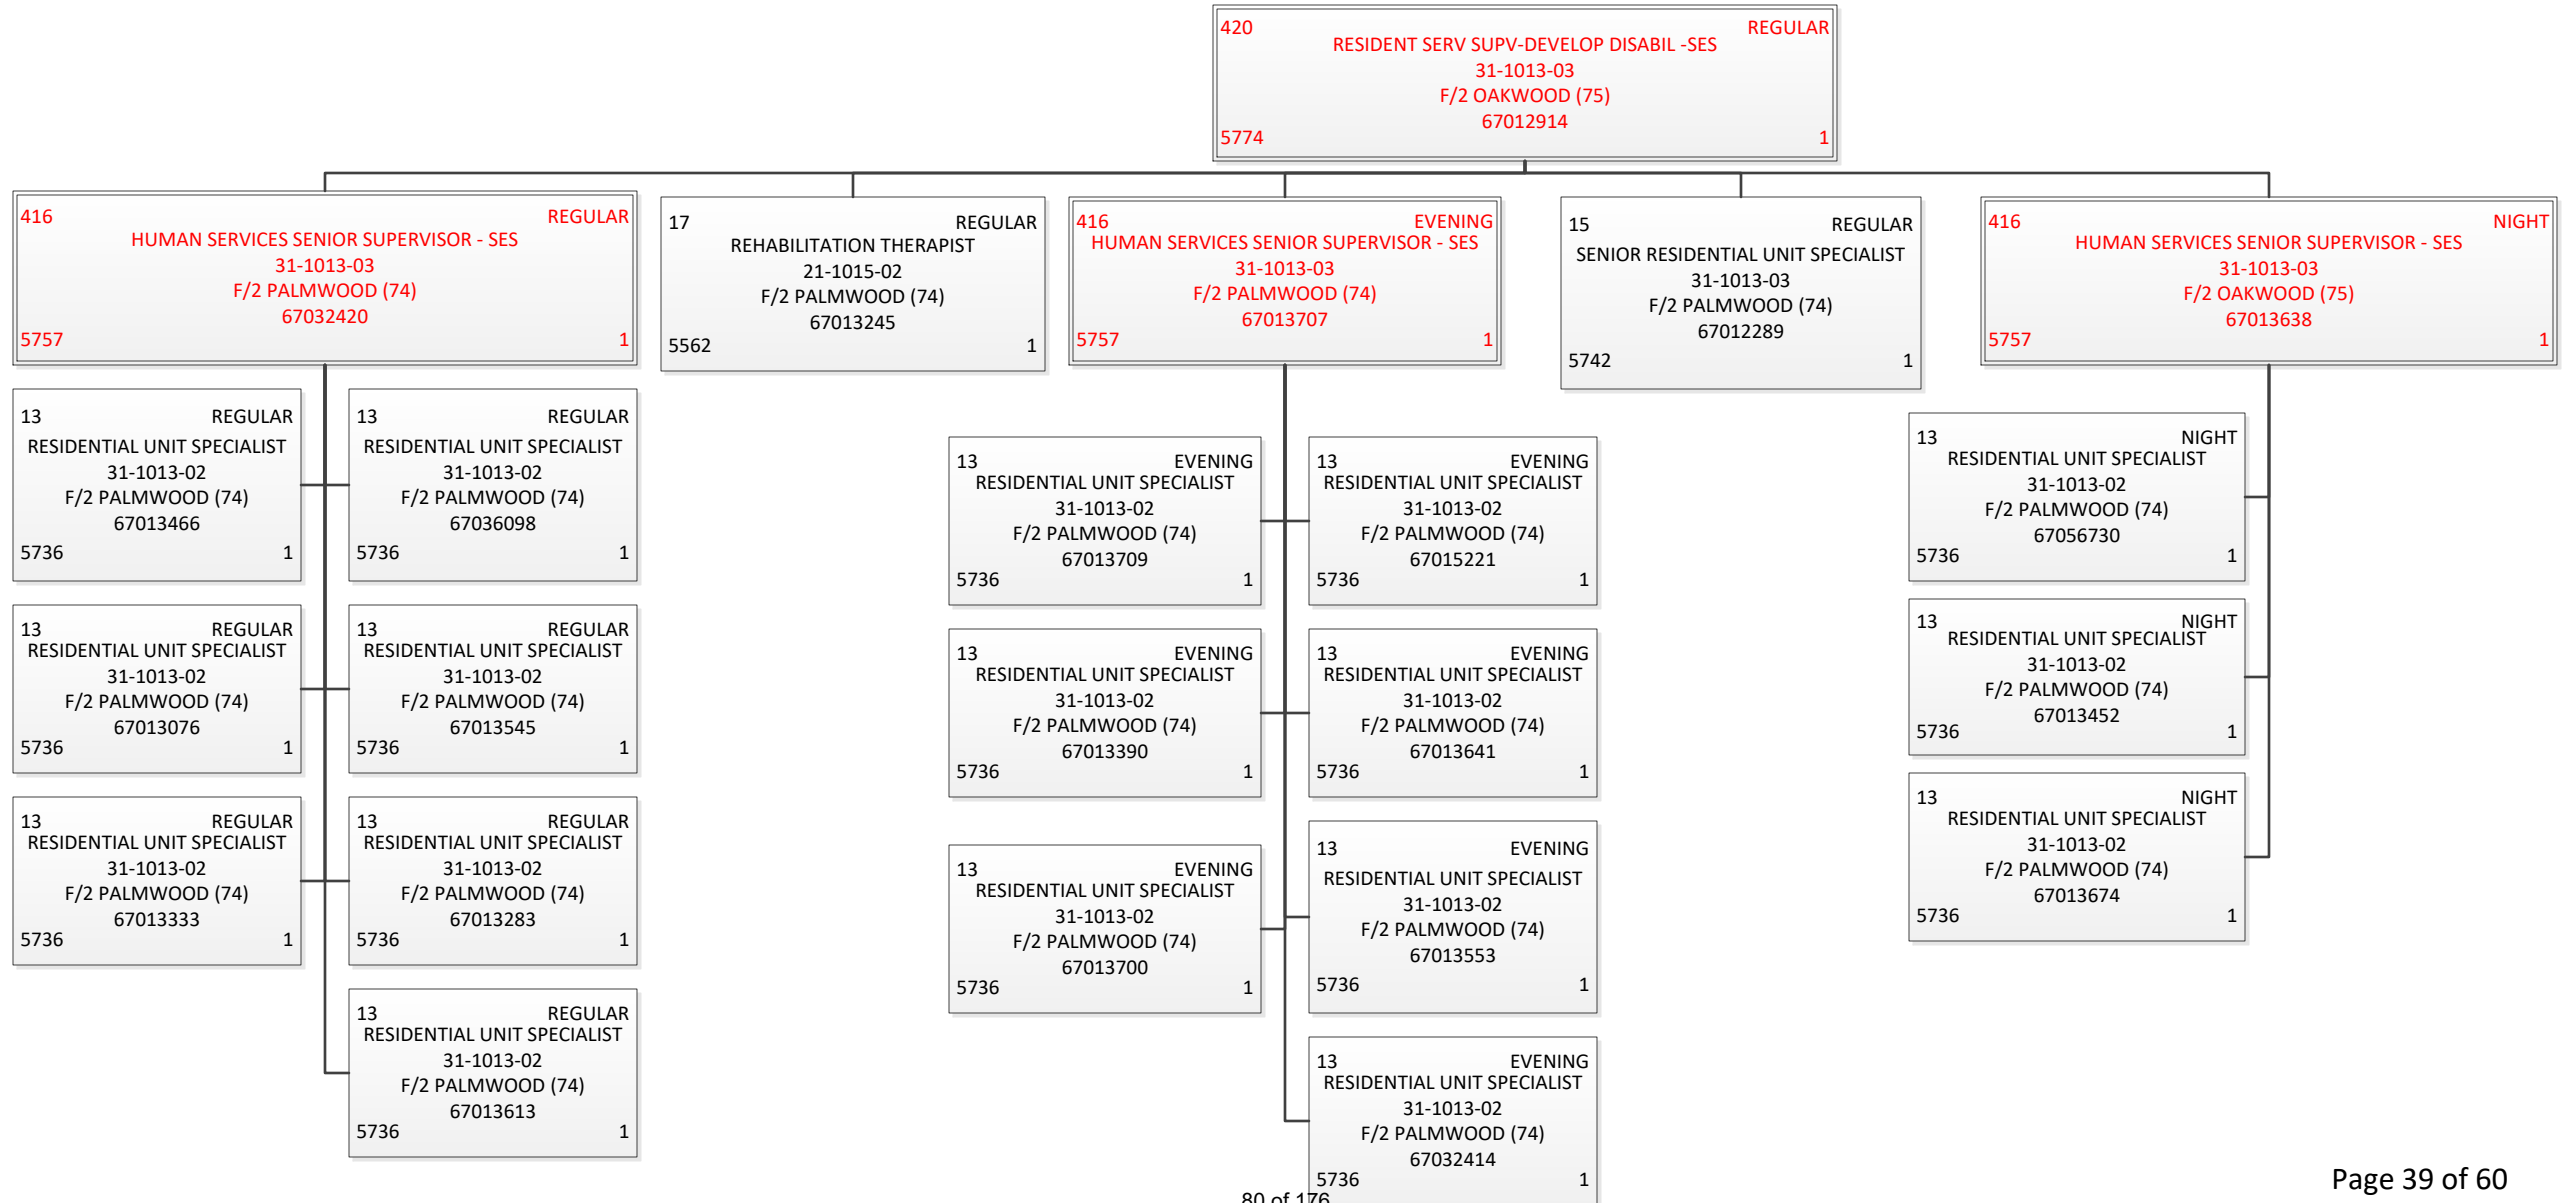 420 REGULAR
RESIDENT SERV SUPV-DEVELOP DISABIL -SES
31-1013-03
F/2 OAKWOOD (75)
67012914
5774 1
416 REGULAR
HUMAN SERVICES SENIOR SUPERVISOR - SES
31-1013-03
F/2 PALMWOOD (74)
67032420
5757 1
17 REGULAR
REHABILITATION THERAPIST
21-1015-02
F/2 PALMWOOD (74)
67013245
5562 1
416 EVENING
HUMAN SERVICES SENIOR SUPERVISOR - SES
31-1013-03
F/2 PALMWOOD (74)
67013707
5757 1
15 REGULAR
SENIOR RESIDENTIAL UNIT SPECIALIST
31-1013-03
F/2 PALMWOOD (74)
67012289
5742 1
416 NIGHT
HUMAN SERVICES SENIOR SUPERVISOR - SES
31-1013-03
F/2 OAKWOOD (75)
67013638
5757 1
13 REGULAR
RESIDENTIAL UNIT SPECIALIST
31-1013-02
F/2 PALMWOOD (74)
67013466
5736 1
13 REGULAR
RESIDENTIAL UNIT SPECIALIST
31-1013-02
F/2 PALMWOOD (74)
67036098
5736 1
13 REGULAR
RESIDENTIAL UNIT SPECIALIST
31-1013-02
F/2 PALMWOOD (74)
67013076
5736 1
13 REGULAR
RESIDENTIAL UNIT SPECIALIST
31-1013-02
F/2 PALMWOOD (74)
67013545
5736 1
13 REGULAR
RESIDENTIAL UNIT SPECIALIST
31-1013-02
F/2 PALMWOOD (74)
67013333
5736 1
13 REGULAR
RESIDENTIAL UNIT SPECIALIST
31-1013-02
F/2 PALMWOOD (74)
67013283
5736 1
13 REGULAR
RESIDENTIAL UNIT SPECIALIST
31-1013-02
F/2 PALMWOOD (74)
67013613
5736 1
13 EVENING
RESIDENTIAL UNIT SPECIALIST
31-1013-02
F/2 PALMWOOD (74)
67013709
5736 1
13 EVENING
RESIDENTIAL UNIT SPECIALIST
31-1013-02
F/2 PALMWOOD (74)
67015221
5736 1
13 EVENING
RESIDENTIAL UNIT SPECIALIST
31-1013-02
F/2 PALMWOOD (74)
67013390
5736 1
13 EVENING
RESIDENTIAL UNIT SPECIALIST
31-1013-02
F/2 PALMWOOD (74)
67013641
5736 1
13 EVENING
RESIDENTIAL UNIT SPECIALIST
31-1013-02
F/2 PALMWOOD (74)
67013700
5736 1
13 EVENING
RESIDENTIAL UNIT SPECIALIST
31-1013-02
F/2 PALMWOOD (74)
67013553
5736 1
13 EVENING
RESIDENTIAL UNIT SPECIALIST
31-1013-02
F/2 PALMWOOD (74)
67032414
5736 1
13 NIGHT
RESIDENTIAL UNIT SPECIALIST
31-1013-02
F/2 PALMWOOD (74)
67056730
5736 1
13 NIGHT
RESIDENTIAL UNIT SPECIALIST
31-1013-02
F/2 PALMWOOD (74)
67013452
5736 1
13 NIGHT
RESIDENTIAL UNIT SPECIALIST
31-1013-02
F/2 PALMWOOD (74)
67013674
5736 1
80 of 176
Page 39 of 60